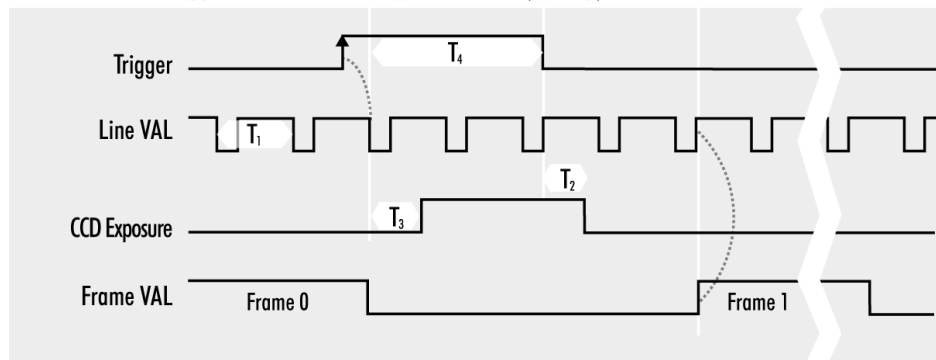 Trigger
T4
Line VAL
T1
T2
CCD Exposure
T3
Frame VAL
Frame 0
Frame 1